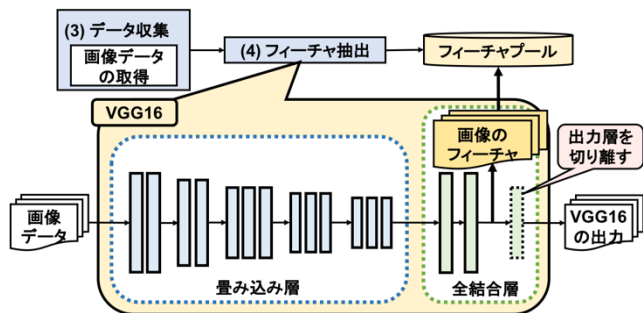 (3) データ収集
画像データ
の取得
(4) フィーチャ抽出
フィーチャプール
VGG16
画像の
フィーチャ
出力層を
切り離す
画像
データ
VGG16
の出力
畳み込み層
全結合層